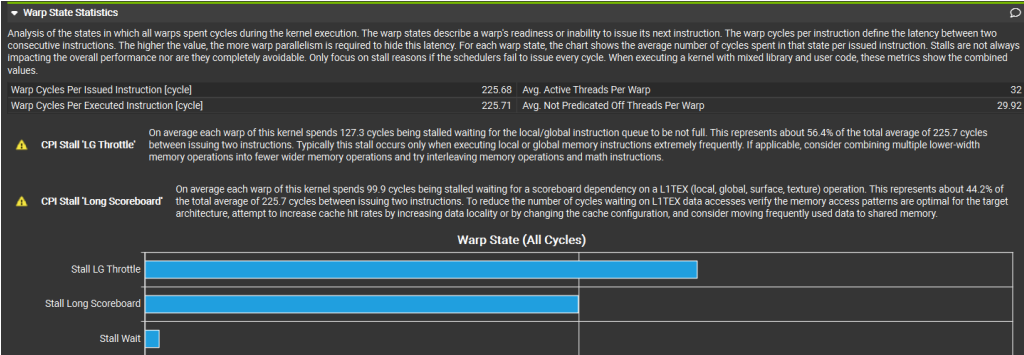 Warp State Statistics
Analysis of the states in which all warps spent cycles during the kernel execution. The warp states describe a warp's readiness or inability to issue its next instruction. The warp cycles per instruction define the latency between two
consecutive instructions. The higher the value, the more warp parallelism is required to hide this latency. For each warp state, the chart shows the average number of cycles spent in that state per issued instruction. Stalls are not always
impacting the overall performance nor are they completely avoidable. Only focus on stall reasons if the schedulers fail to issue every cycle. When executing a kernel with mixed library and user code, these metrics show the combined
values.
Warp Cycles Per Issued Instruction [cycle] 225.68 Avg. Active Threads Per Warp 32
Warp Cycles Per Executed Instruction [cycle] 225.71 Avg. Not Predicated Off Threads Per Warp 29.92
CPI Stall 'LG Throttle'
On average each warp of this kernel spends 127.3 cycles being stalled waiting for the local/global instruction queue to be not full. This represents about 56.4% of the total average of 225.7 cycles
between issuing two instructions. Typically this stall occurs only when executing local or global memory instructions extremely frequently. If applicable, consider combining multiple lower-width
memory operations into fewer wider memory operations and try interleaving memory operations and math instructions.
CPI Stall 'Long Scoreboard'
On average each warp of this kernel spends 99.9 cycles being stalled waiting for a scoreboard dependency on a L1TEX (local, global, surface, texture) operation. This represents about 44.2% of
the total average of 225.7 cycles between issuing two instructions. To reduce the number of cycles waiting on L1TEX data accesses verify the memory access patterns are optimal for the target
architecture, attempt to increase cache hit rates by increasing data locality or by changing the cache configuration, and consider moving frequently used data to shared memory.
Warp State (All Cycles)
Stall LG Throttle
Stall Long Scoreboard
Stall Wait